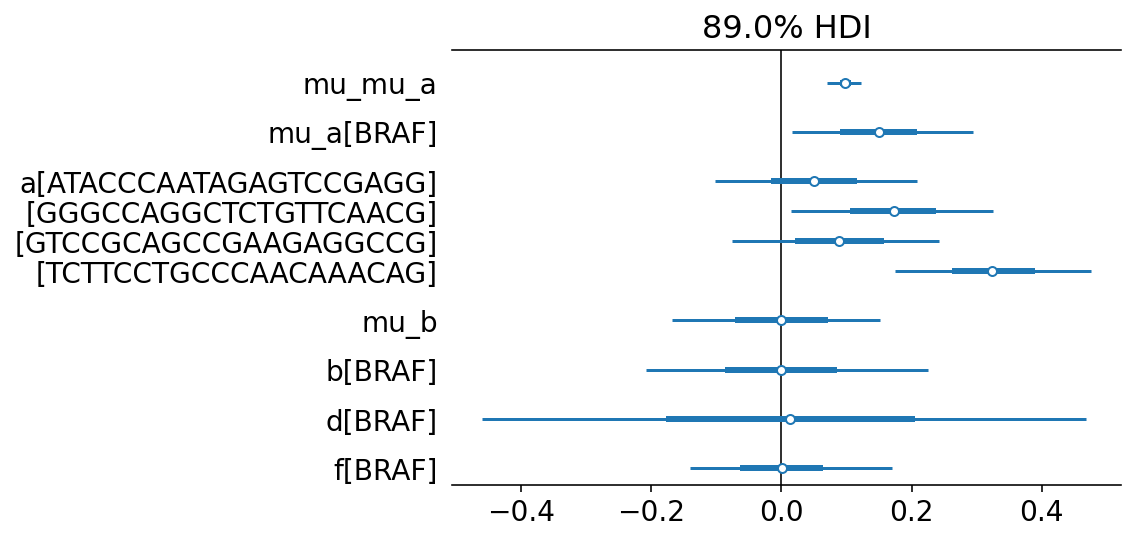 89.0% HDI
mu_mu_a
mu_a[BRAF]
a[ATACCCAATAGAGTCCGAGG]
[GGGCCAGGCTCTGTTCAACG]
[GTCCGCAGCCGAAGAGGCCG]
[TCTTCCTGCCCAACAAACAG]
mu_b
b[BRAF]
d[BRAF]
f[BRAF]
−0.4 −0.2 0.0 0.2 0.4